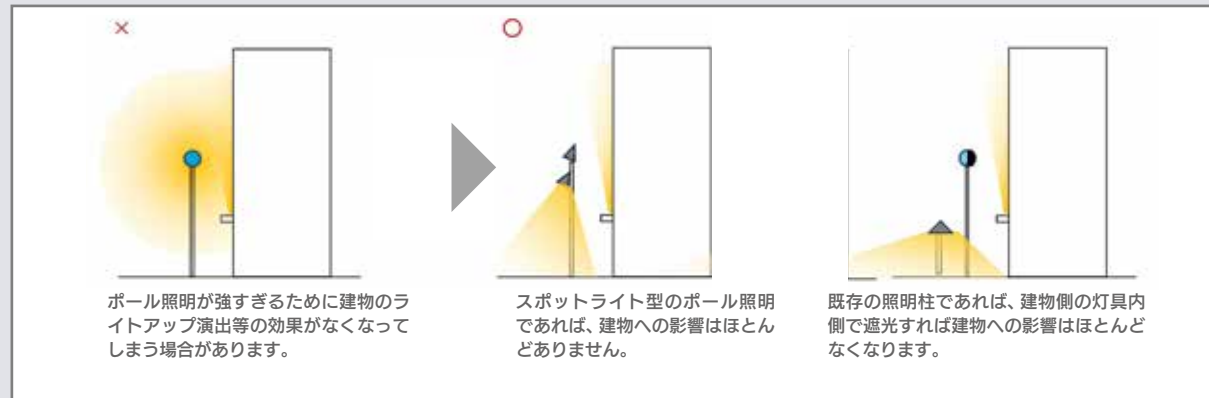 ×
○
ポール照明が強すぎるために建物のラ
イトアップ演出等の効果がなくなって
しまう場合があります。
スポットライト型のポール照明
であれば、建物への影響はほとん
どありません。
既存の照明柱であれば、建物側の灯具内
側で遮光すれば建物への影響はほとんど
なくなります。